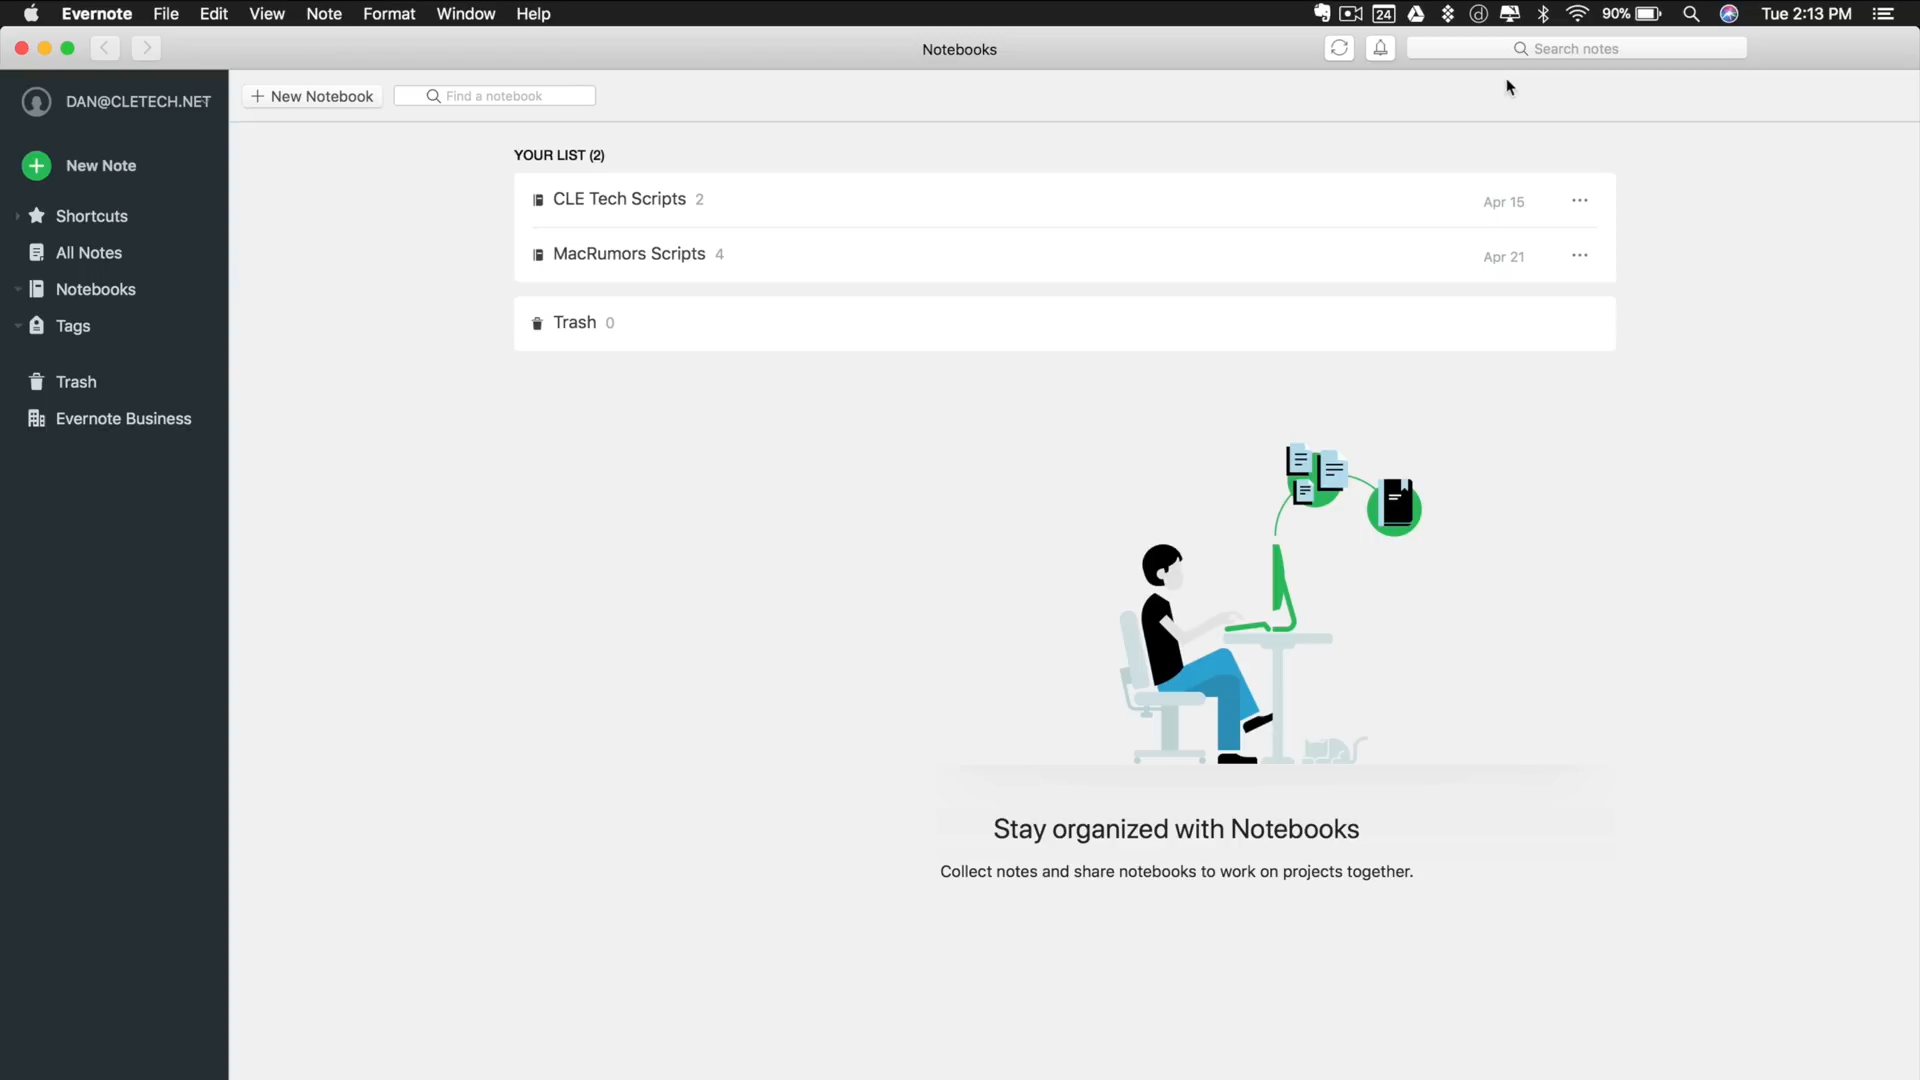 Evernote File Edit View Note Format Window Help 24 90% Tue 2:13 PM
Notebooks
Search notes
DAN@CLETECH.NET
New Notebook
Find a notebook
New Note
Shortcuts
All Notes
Notebooks
Tags
Trash
Evernote Business
YOUR LIST (2)
CLE Tech Scripts 2 Apr 15
MacRumors Scripts 4 Apr 21
Trash 0
Stay organized with Notebooks
Collect notes and share notebooks to work on projects together.